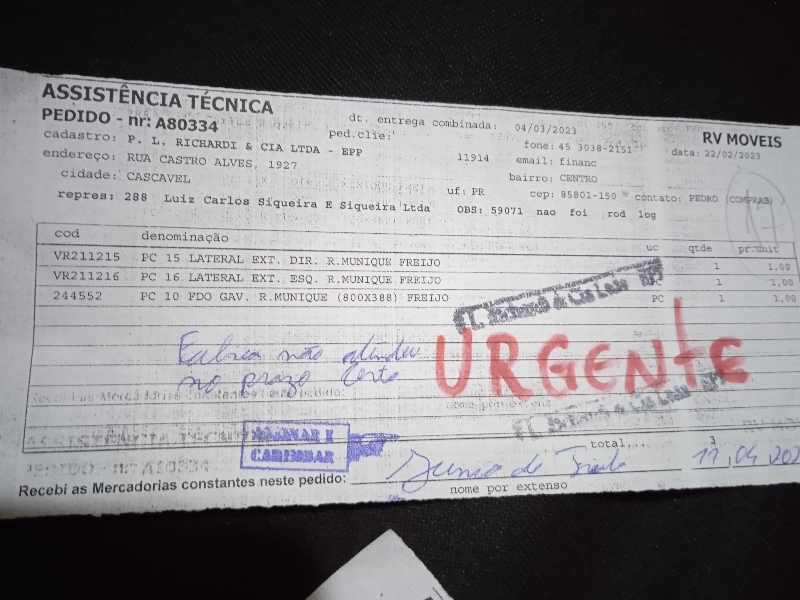 ASSISTÊNCIA TÉCNICA
PEDIDO - nr: A80334
dt. entrega combinada: 04/03/2023
RV MOVEIS
ped.clie:
fone: 45 3038-2151
data: 22/02/2023
cadastro: P. L. RICHARDI & CIA LTDA - EPP
11914
email: financ
endereço: RUA CASTRO ALVES, 1927
bairro: CENTRO
cidade: CASCAVEL
uf: PR
cep: 85801-150
contato: PEDRO (COMPRAS)
repres: 288 Luiz Carlos Siqueira E Siqueira Ltda
OBS: 59071 nao foi rod log
17
cod denominação uc qtde pr.unit
VR211215 PC 15 LATERAL EXT. DIR. R.MUNIQUE FREIJO 1 1,00
VR211216 PC 16 LATERAL EXT. ESQ. R.MUNIQUE FREIJO PC 1 1,00
244552 PC 10 FDO GAV. R.MUNIQUE (800X388) FREIJO PC 1 1,00
Fabrica não atendeu
no prazo certo
URGENTE
CARIMBAR
total... 3
Recebi as Mercadorias constantes neste pedido:
nome por extenso